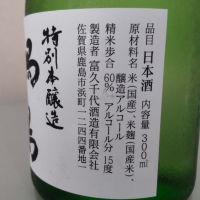 品目 日本酒 内容量 300ml
原材料名 米(国産)、米麹(国産米)、
醸造アルコール
精米歩合 60% アルコール分 15度
製造者 富久千代酒造有限会社
佐賀県鹿島市浜町一二四四番地一
特別本醸造
鍋島